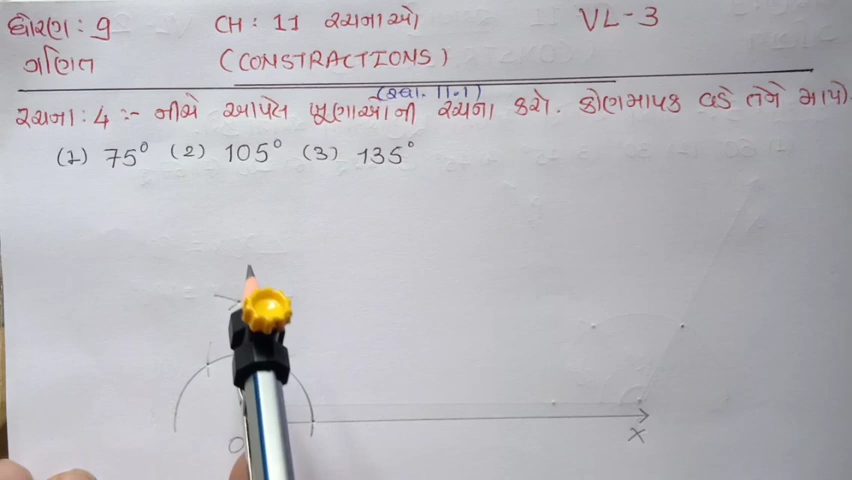 ધોરણ : 9 CH : 11 રચનાઓ VL - 3
ગણિત (CONSTRACTIONS)
(સ્વા. 11.1)
રચના : 4 :- નીચે આપેલ ખૂણાઓની રચના કરો. કોણમાપક વડે તેને માપો.
(1) 75° (2) 105° (3) 135°
O X